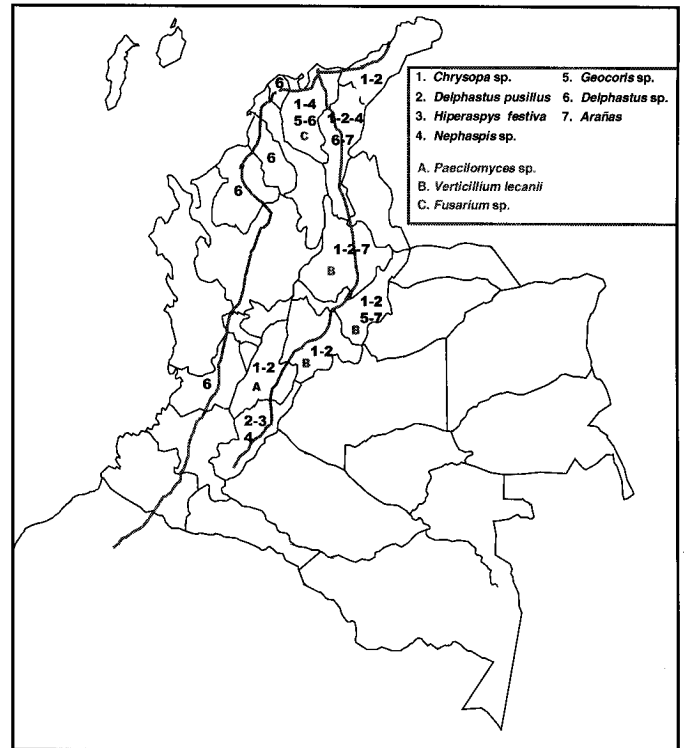 1. Chrysopa sp. 5. Geocoris sp.
2. Delphastus pusillus 6. Delphastus sp.
3. Hiperaspys festiva 7. Arañas
4. Nephaspis sp.
A. Paecilomyces sp.
B. Verticillium lecanii
C. Fusarium sp.
1-2
6
1-4
5-6
C
1-2-4
6-7
6
6
1-2-7
B
1-2
5-7
B
1-2
B
1-2
A
6
2-3
4